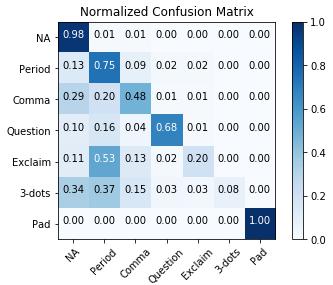 Normalized Confusion Matrix
NA 0.98 0.01 0.01 0.00 0.00 0.00 0.00
Period 0.13 0.75 0.09 0.02 0.02 0.00 0.00
Comma 0.29 0.20 0.48 0.01 0.01 0.00 0.00
Question 0.10 0.16 0.04 0.68 0.01 0.00 0.00
Exclaim 0.11 0.53 0.13 0.02 0.20 0.00 0.00
3-dots 0.34 0.37 0.15 0.03 0.03 0.08 0.00
Pad 0.00 0.00 0.00 0.00 0.00 0.00 1.00
NA Period Comma Question Exclaim 3-dots Pad
1.0
0.8
0.6
0.4
0.2
0.0